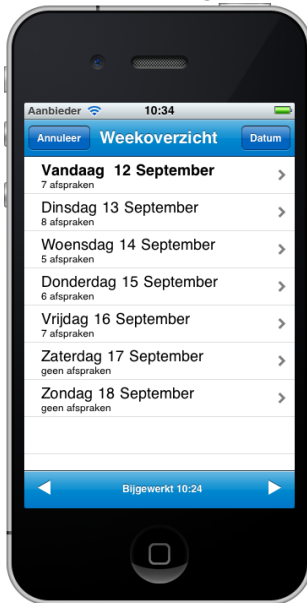 Aanbieder 10:34
Annuleer Weekoverzicht Datum
Vandaag 12 September
7 afspraken
Dinsdag 13 September
8 afspraken
Woensdag 14 September
5 afspraken
Donderdag 15 September
6 afspraken
Vrijdag 16 September
7 afspraken
Zaterdag 17 September
geen afspraken
Zondag 18 September
geen afspraken
Bijgewerkt 10:24